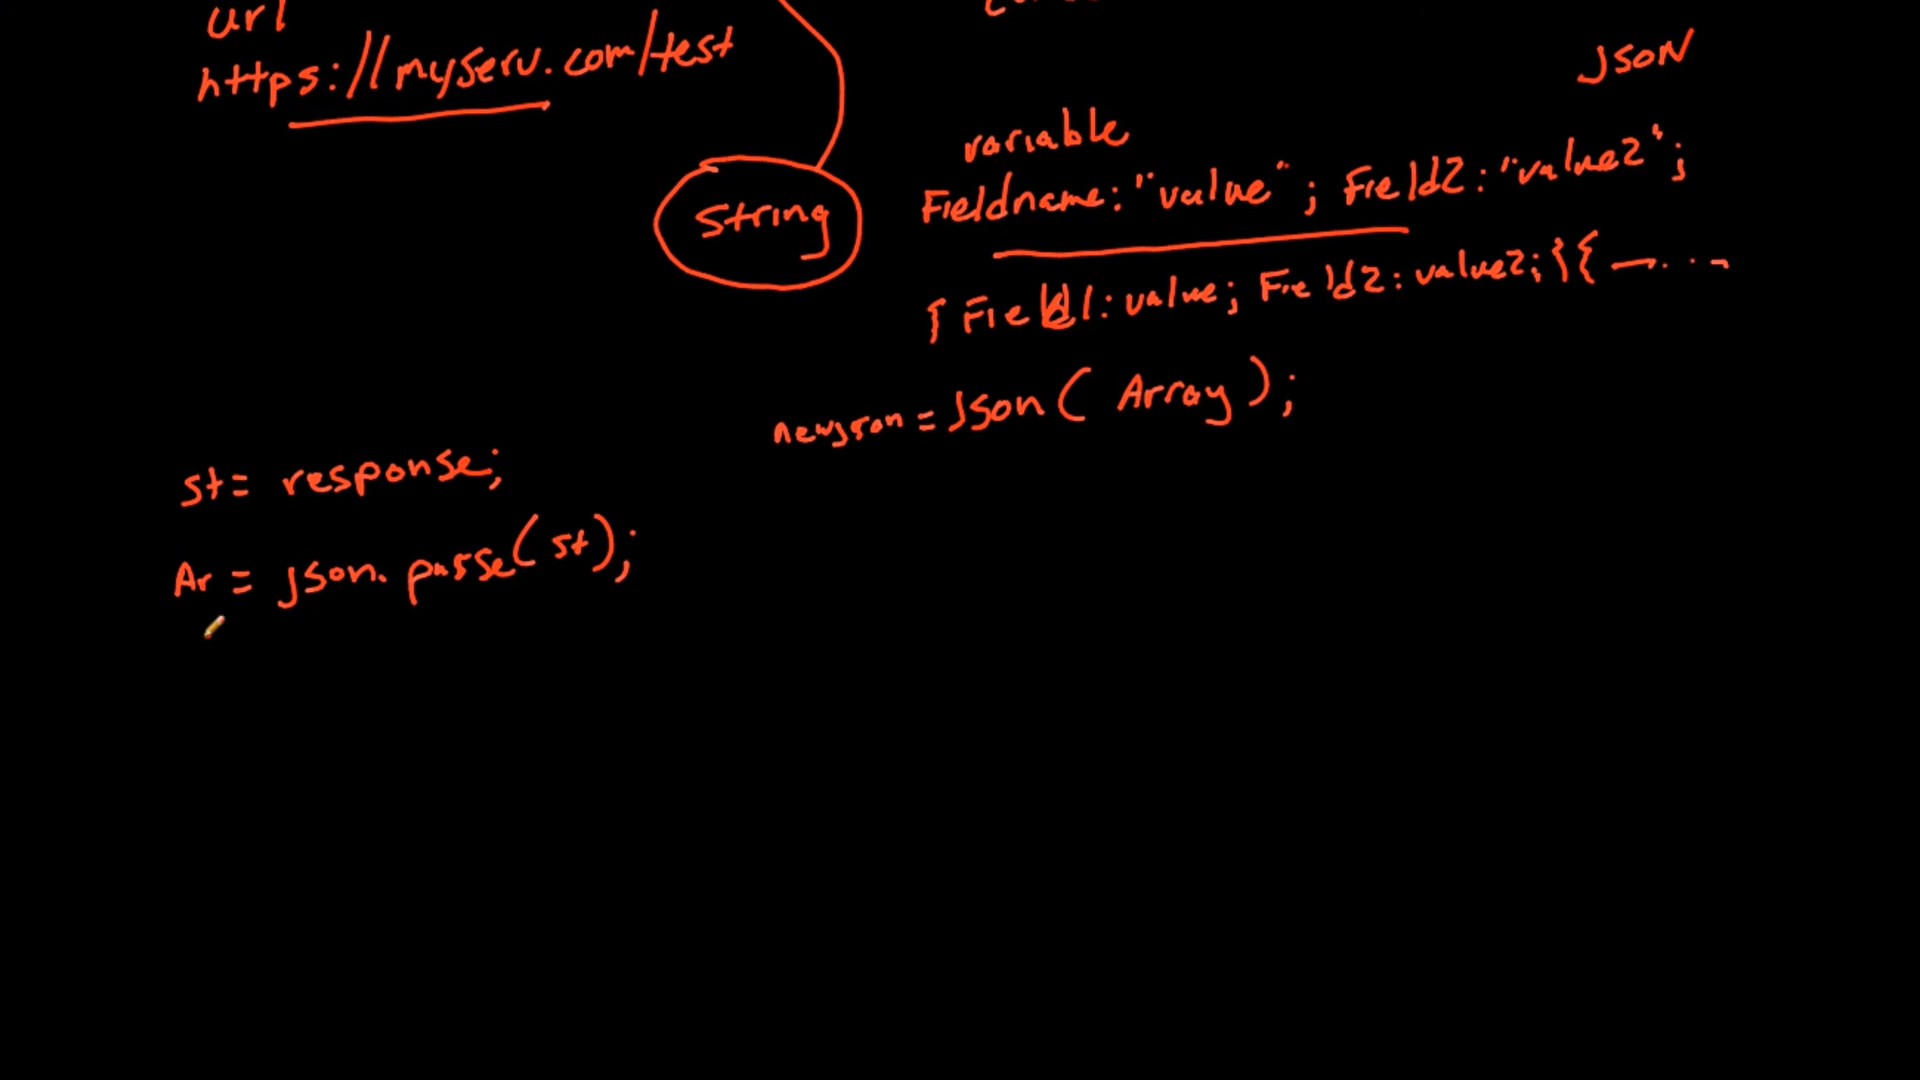 url
https://myserv.com/test
JSON
variable
Fieldname: "value"; Field2: "value2";
string
{Field1: value; Field2: value2;}{
newjson = Json( Array );
st = response;
Ar = json.parse(st);